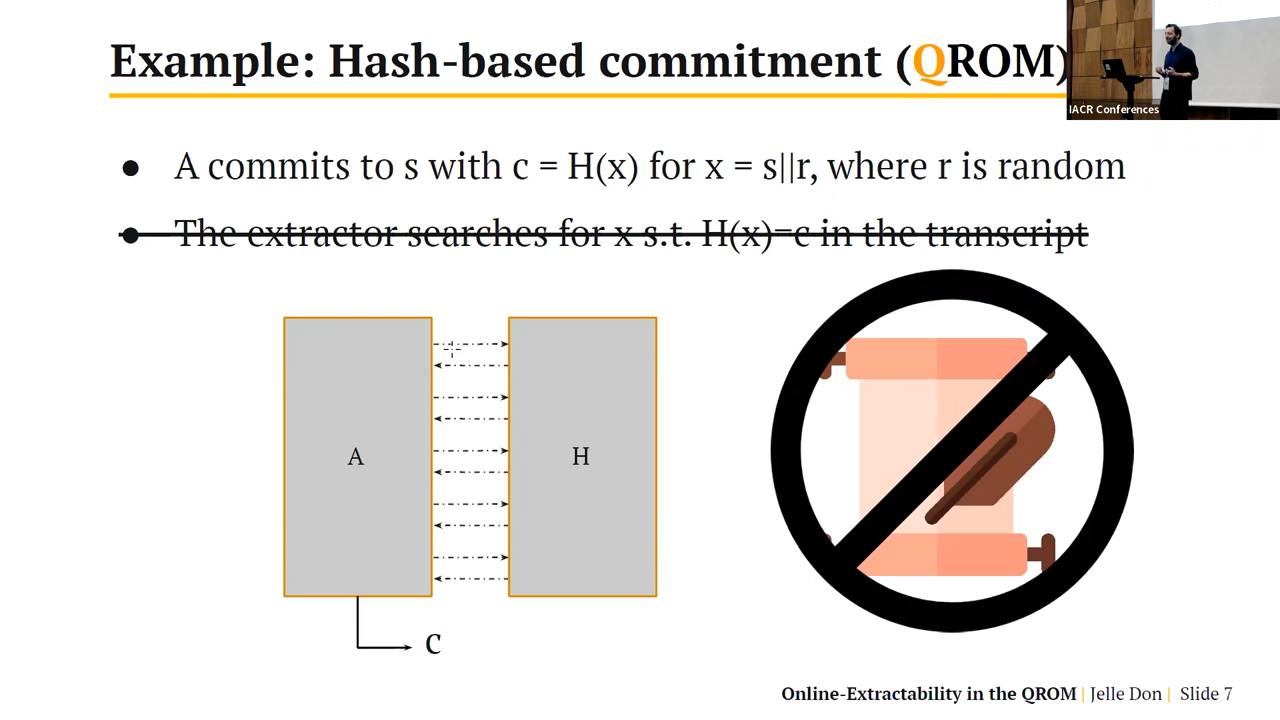 Example: Hash-based commitment (QROM)
IACR Conferences
● A commits to s with c = H(x) for x = s||r, where r is random
● The extractor searches for x s.t. H(x)=c in the transcript
A
H
c
Online-Extractability in the QROM | Jelle Don | Slide 7